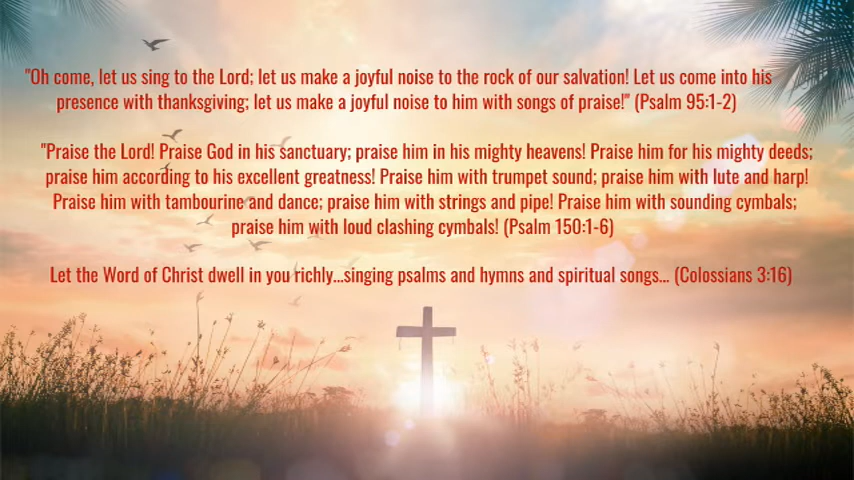 "Oh come, let us sing to the Lord; let us make a joyful noise to the rock of our salvation! Let us come into his
presence with thanksgiving; let us make a joyful noise to him with songs of praise!" (Psalm 95:1-2)
"Praise the Lord! Praise God in his sanctuary; praise him in his mighty heavens! Praise him for his mighty deeds;
praise him according to his excellent greatness! Praise him with trumpet sound; praise him with lute and harp!
Praise him with tambourine and dance; praise him with strings and pipe! Praise him with sounding cymbals;
praise him with loud clashing cymbals! (Psalm 150:1-6)
Let the Word of Christ dwell in you richly...singing psalms and hymns and spiritual songs... (Colossians 3:16)